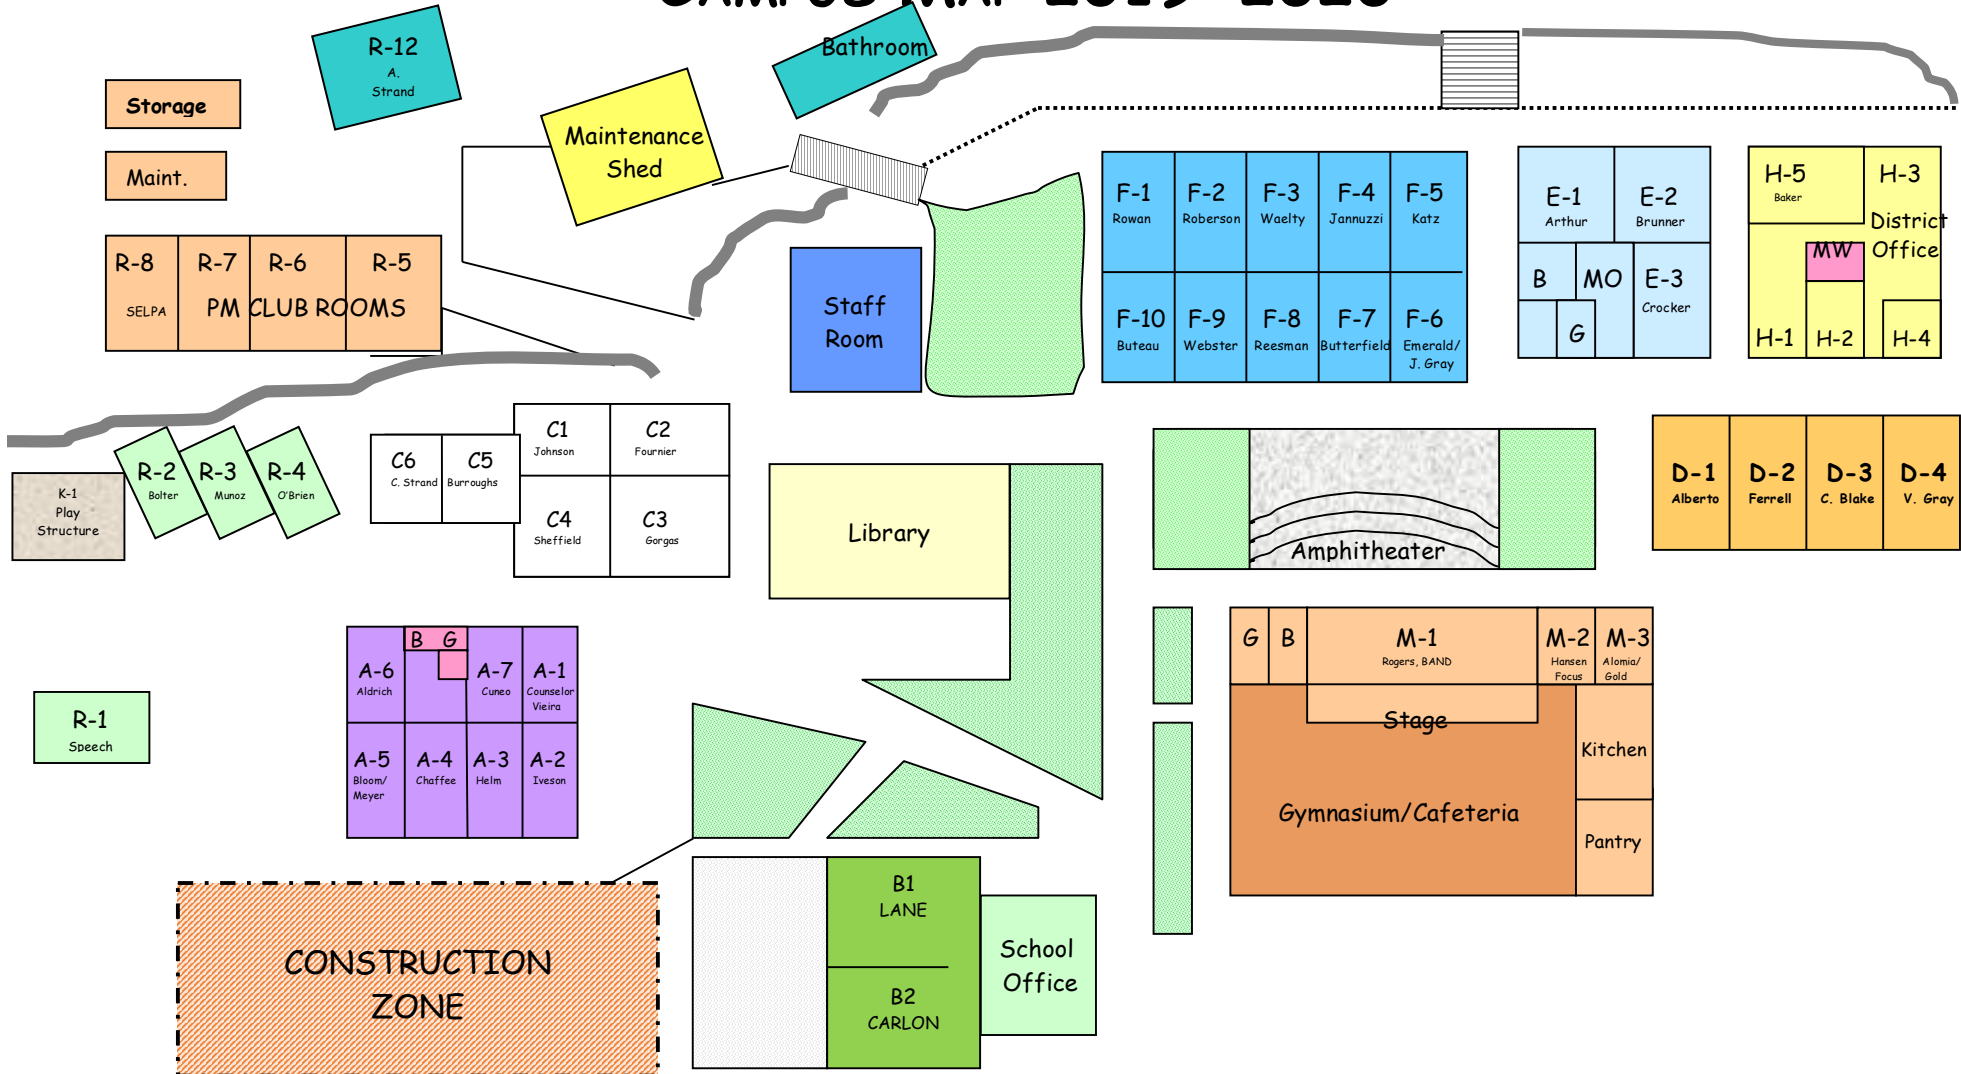 CAMPUS MAP 2019-2020
R-12
A.
Strand
Bathroom
Storage
Maintenance
Shed
Maint.
R-8
SELPA
R-7
R-6
R-5
PM CLUB ROOMS
Staff
Room
F-1
Rowan
F-2
Roberson
F-3
Waelty
F-4
Jannuzzi
F-5
Katz
F-10
Buteau
F-9
Webster
F-8
Reesman
F-7
Butterfield
F-6
Emerald/
J. Gray
E-1
Arthur
E-2
Brunner
B
MO
E-3
Crocker
G
H-5
Baker
H-3
District
Office
MW
H-1
H-2
H-4
K-1
Play
Structure
R-2
Bolter
R-3
Munoz
R-4
O'Brien
C6
C. Strand
C5
Burroughs
C1
Johnson
C2
Fournier
C4
Sheffield
C3
Gorgas
Library
Amphitheater
D-1
Alberto
D-2
Ferrell
D-3
C. Blake
D-4
V. Gray
R-1
Speech
A-6
Aldrich
B G
A-7
Cuneo
A-1
Counselor
Vieira
A-5
Bloom/
Meyer
A-4
Chaffee
A-3
Helm
A-2
Iveson
G
B
M-1
Rogers, BAND
M-2
Hansen
Focus
M-3
Alomia/
Gold
Stage
Kitchen
Gymnasium/Cafeteria
Pantry
CONSTRUCTION
ZONE
B1
LANE
B2
CARLON
School
Office